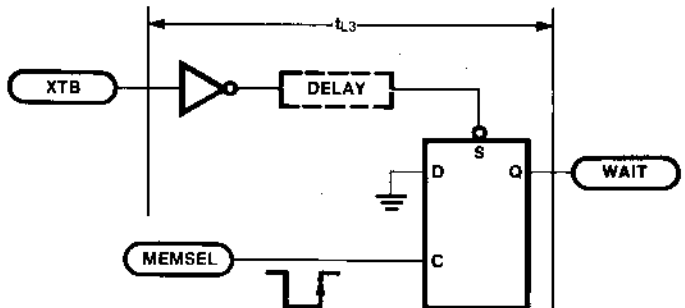 tL3
XTB
DELAY
S
D
Q
WAIT
MEMSEL
C